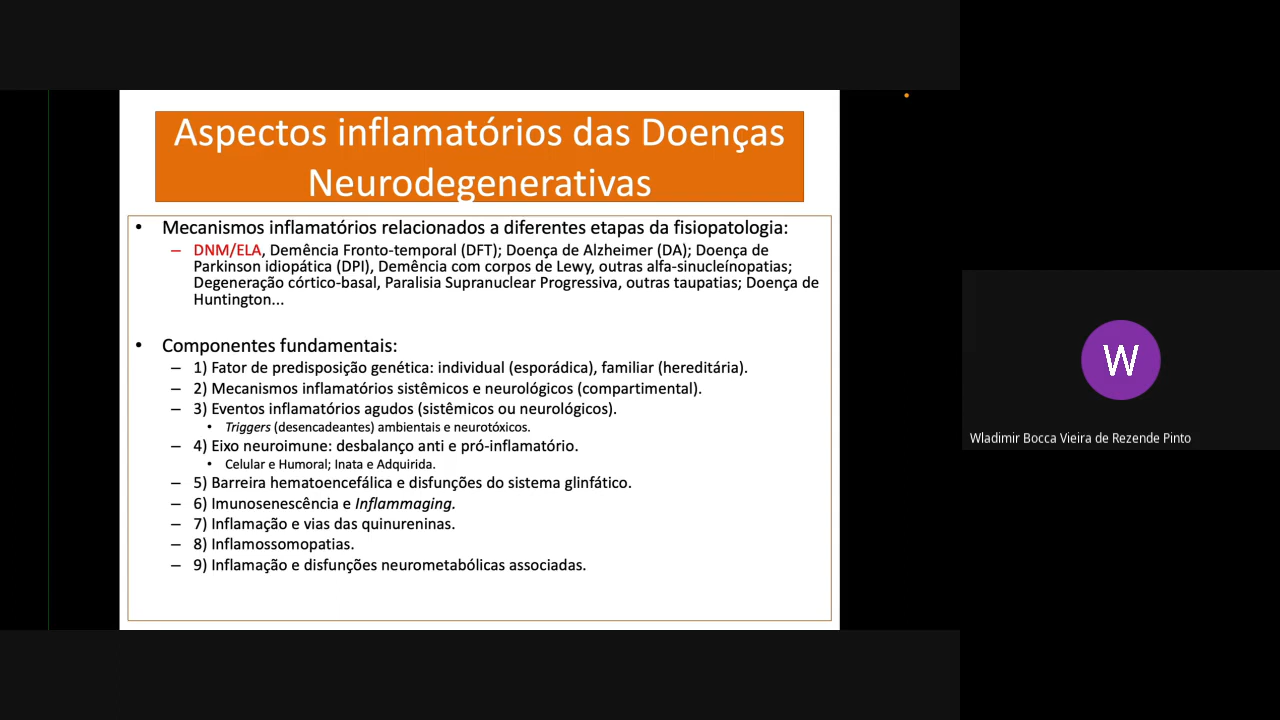 Aspectos inflamatórios das Doenças
Neurodegenerativas
• Mecanismos inflamatórios relacionados a diferentes etapas da fisiopatologia:
– DNM/ELA, Demência Fronto-temporal (DFT); Doença de Alzheimer (DA); Doença de
Parkinson idiopática (DPI), Demência com corpos de Lewy, outras alfa-sinucleínopatias;
Degeneração córtico-basal, Paralisia Supranuclear Progressiva, outras taupatias; Doença de
Huntington...
• Componentes fundamentais:
– 1) Fator de predisposição genética: individual (esporádica), familiar (hereditária).
– 2) Mecanismos inflamatórios sistêmicos e neurológicos (compartimental).
– 3) Eventos inflamatórios agudos (sistêmicos ou neurológicos).
• Triggers (desencadeantes) ambientais e neurotóxicos.
– 4) Eixo neuroimune: desbalanço anti e pró-inflamatório.
• Celular e Humoral; Inata e Adquirida.
– 5) Barreira hematoencefálica e disfunções do sistema glinfático.
– 6) Imunosenescência e Inflammaging.
– 7) Inflamação e vias das quinureninas.
– 8) Inflamossomopatias.
– 9) Inflamação e disfunções neurometabólicas associadas.
W
Wladimir Bocca Vieira de Rezende Pinto